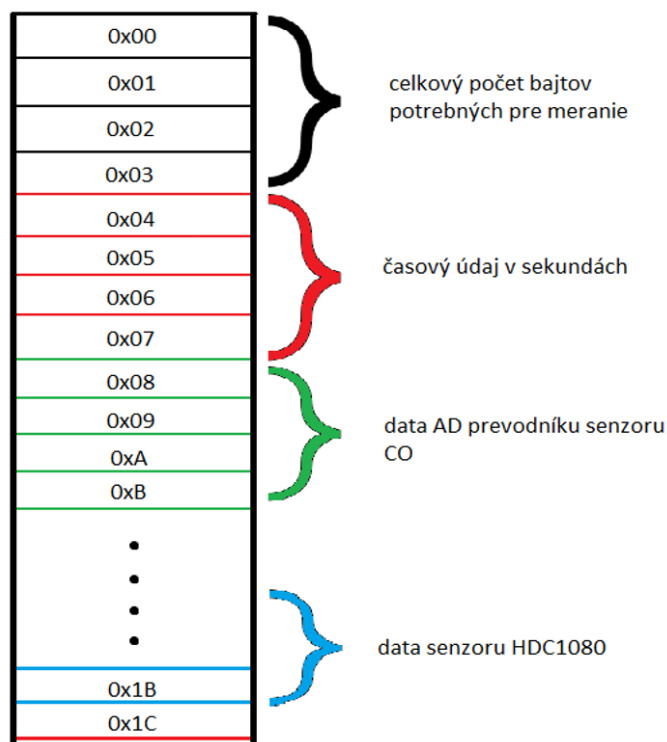 0x00
0x01
0x02
0x03
celkový počet bajtov
potrebných pre meranie
0x04
0x05
0x06
0x07
časový údaj v sekundách
0x08
0x09
0xA
0xB
data AD prevodníku senzoru
CO
data senzoru HDC1080
0x1B
0x1C